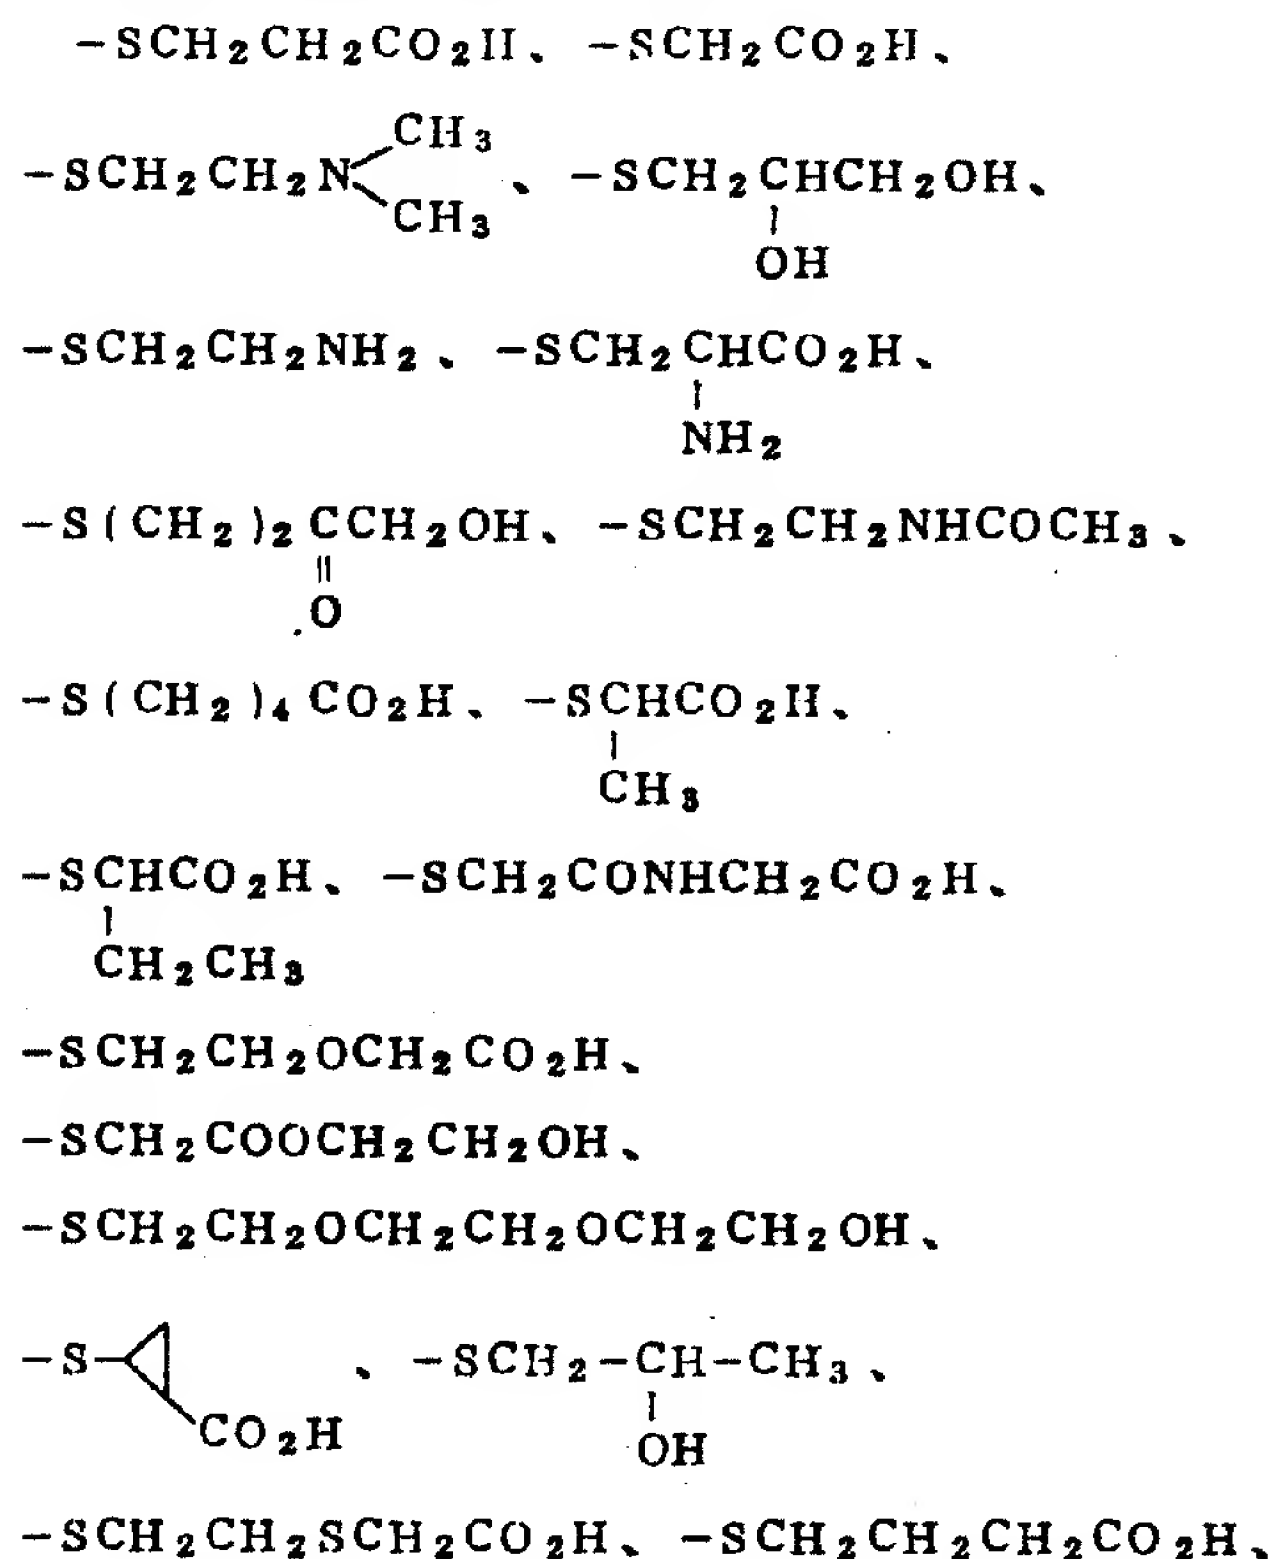 -SCH₂CH₂CO₂H、 -SCH₂CO₂H、
CH₃
-SCH₂CH₂N 、 -SCH₂CHCH₂OH、
CH₃
OH
-SCH₂CH₂NH₂、 -SCH₂CHCO₂H、
NH₂
-S(CH₂)₂CCH₂OH、 -SCH₂CH₂NHCOCH₃、
O
-S(CH₂)₄CO₂H、 -SCHCO₂H、
CH₃
-SCHCO₂H、 -SCH₂CONHCH₂CO₂H、
CH₂CH₃
-SCH₂CH₂OCH₂CO₂H、
-SCH₂COOCH₂CH₂OH、
-SCH₂CH₂OCH₂CH₂OCH₂CH₂OH、
-S- 、 -SCH₂-CH-CH₃、
CO₂H
OH
-SCH₂CH₂SCH₂CO₂H、 -SCH₂CH₂CH₂CO₂H、